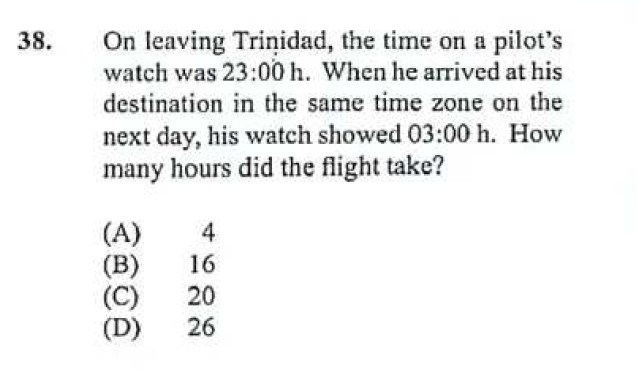 38. On leaving Trinidad, the time on a pilot's
watch was 23:00 h. When he arrived at his
destination in the same time zone on the
next day, his watch showed 03:00 h. How
many hours did the flight take?
(A) 4
(B) 16
(C) 20
(D) 26